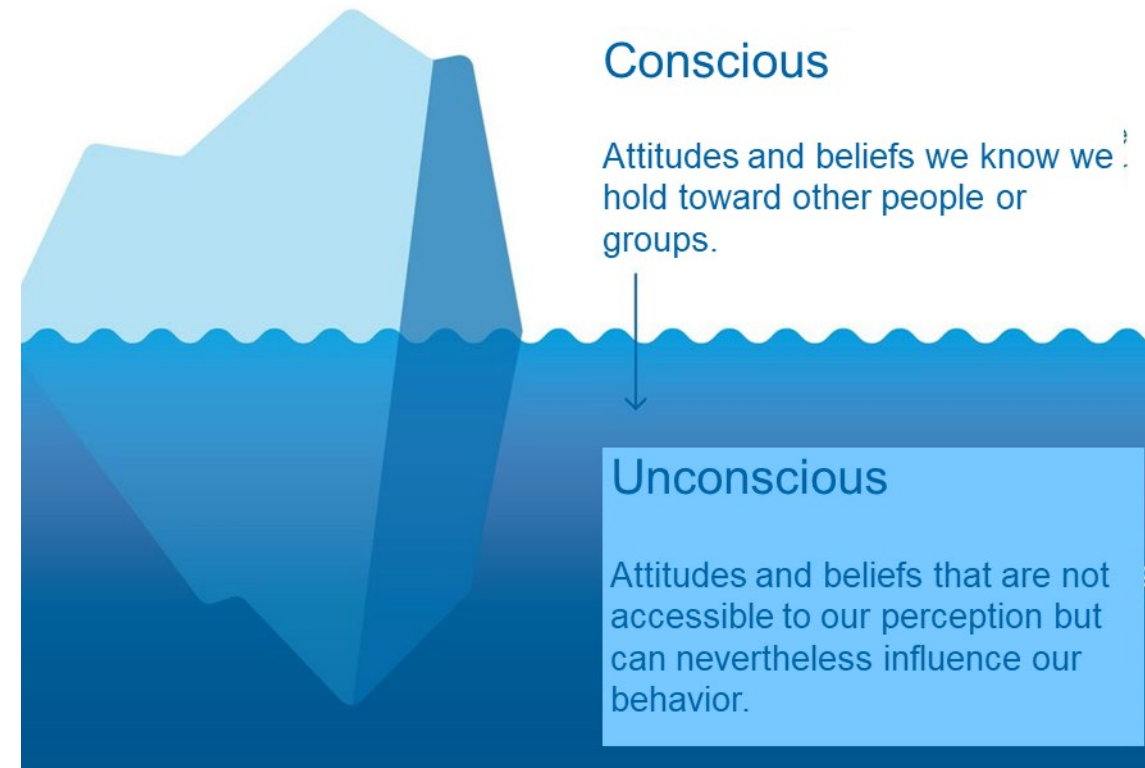 Conscious
Attitudes and beliefs we know we
hold toward other people or
groups.
Unconscious
Attitudes and beliefs that are not
accessible to our perception but
can nevertheless influence our
behavior.